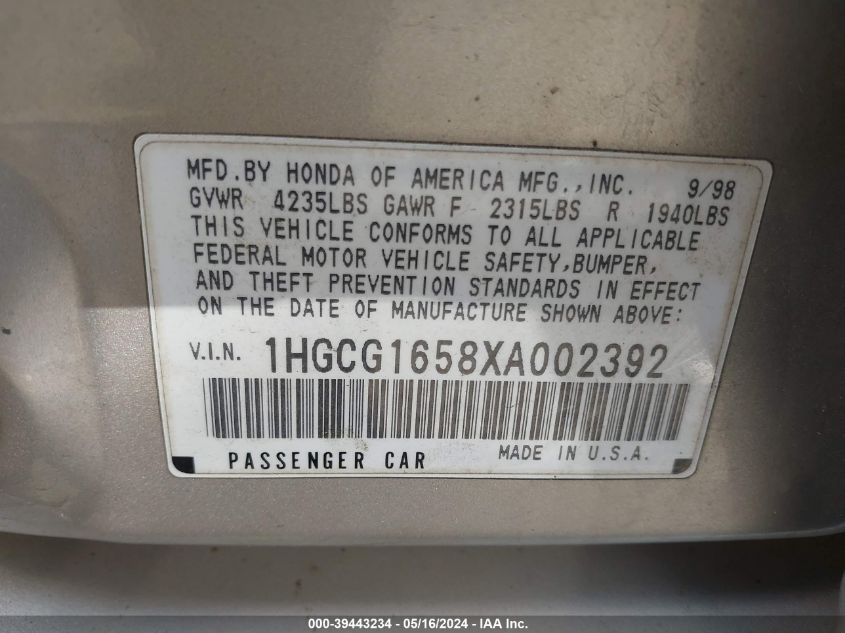 MFD.BY HONDA OF AMERICA MFG.,INC. 9/98
GVWR 4235LBS GAWR F 2315LBS R 1940LBS
THIS VEHICLE CONFORMS TO ALL APPLICABLE
FEDERAL MOTOR VEHICLE SAFETY,BUMPER,
AND THEFT PREVENTION STANDARDS IN EFFECT
ON THE DATE OF MANUFACTURE SHOWN ABOVE:
V.I.N. 1HGCG1658XA002392
PASSENGER CAR MADE IN U.S.A.
000-39443234 - 05/16/2024 - IAA Inc.